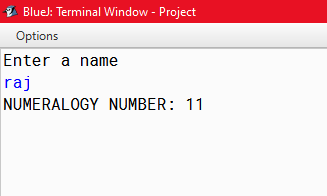 BlueJ: Terminal Window - Project
Options
Enter a name
raj
NUMERALOGY NUMBER: 11